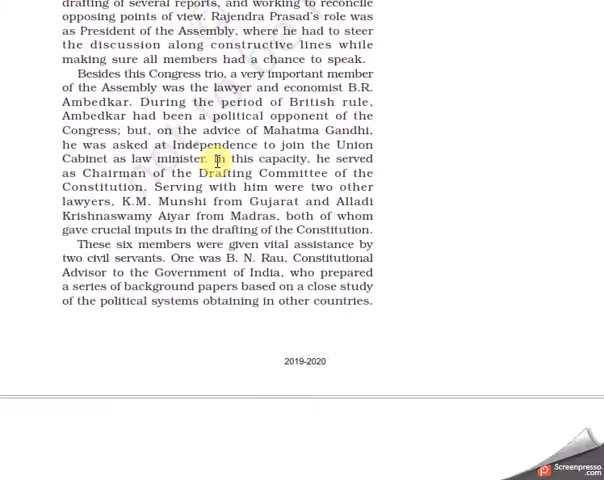 drafting of several reports, and working to reconcile
opposing points of view. Rajendra Prasad's role was
as President of the Assembly, where he had to steer
the discussion along constructive lines while
making sure all members had a chance to speak.
Besides this Congress trio, a very important member
of the Assembly was the lawyer and economist B.R.
Ambedkar. During the period of British rule,
Ambedkar had been a political opponent of the
Congress; but, on the advice of Mahatma Gandhi,
he was asked at Independence to join the Union
Cabinet as law minister. In this capacity, he served
as Chairman of the Drafting Committee of the
Constitution. Serving with him were two other
lawyers, K.M. Munshi from Gujarat and Alladi
Krishnaswamy Aiyar from Madras, both of whom
gave crucial inputs in the drafting of the Constitution.
These six members were given vital assistance by
two civil servants. One was B. N. Rau, Constitutional
Advisor to the Government of India, who prepared
a series of background papers based on a close study
of the political systems obtaining in other countries.
2019-2020
Screenpresso
.com